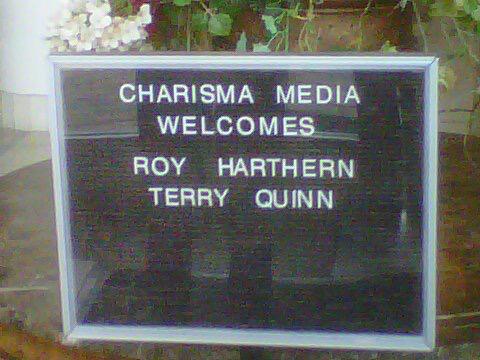 CHARISMA MEDIA
WELCOMES
ROY HARTHERN
TERRY QUINN